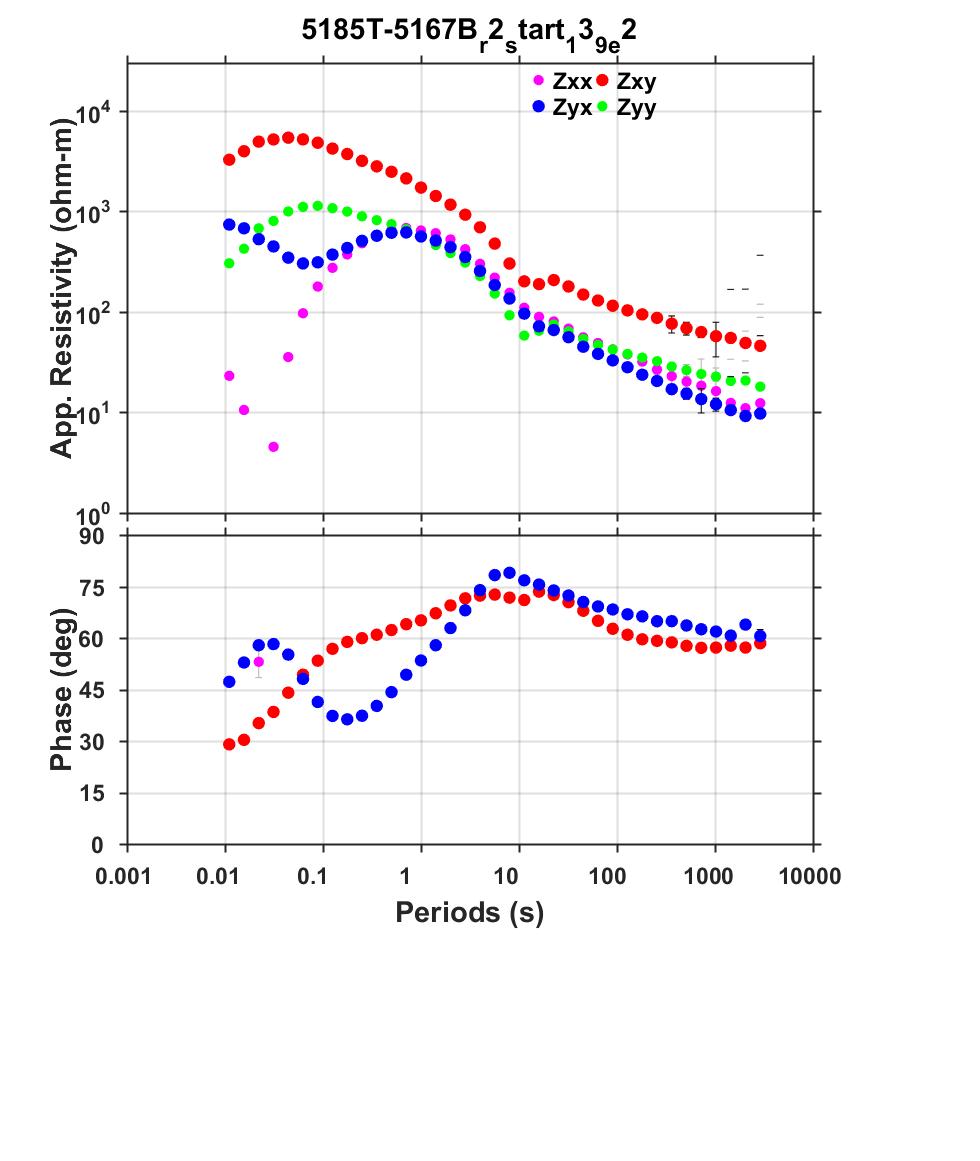 5185T-5167B_r2_start_13_9e2
Zxx Zxy
Zyx Zyy
App. Resistivity (ohm-m)
10^4
10^3
10^2
10^1
10^0
Phase (deg)
90
75
60
45
30
15
0
0.001 0.01 0.1 1 10 100 1000 10000
Periods (s)